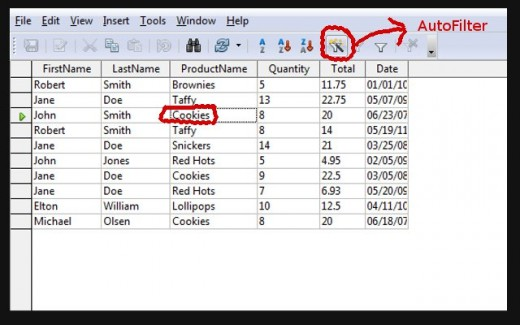 AutoFilter
File Edit View Insert Tools Window Help
FirstName LastName ProductName Quantity Total Date
Robert Smith Brownies 5 11.75 01/01/10
Jane Doe Taffy 13 22.75 05/07/09
John Smith Cookies 8 20 06/23/07
Robert Smith Taffy 8 14 05/19/11
Jane Doe Snickers 14 21 03/25/08
John Jones Red Hots 5 4.95 02/05/09
Jane Doe Cookies 9 22.5 03/05/08
Jane Doe Red Hots 7 6.93 05/20/09
Elton William Lollipops 10 12.5 04/11/10
Michael Olsen Cookies 8 20 06/18/07